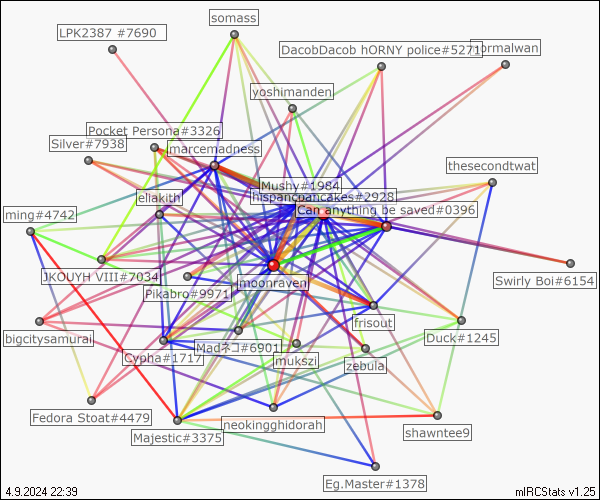 somass
LPK2387 #7690
DacobDacob hORNY police#5271
ormalwan
yoshimanden
Pocket Persona#3326
Silver#7938
marcemadness
thesecondtwat
Mushy#1984
hispancoancakes#2928
eliakith
Can anything be saved#0396
ming#4742
JKOUYH VIII#7034
moonraven
Swirly Boi#6154
Pikabro#9971
frisout
bigcitysamurai
Duck#1245
Madネコ#6901
Cypha#1717
mukszi
zebula
Fedora Stoat#4479
neokingghidorah
shawntee9
Majestic#3375
Eg.Master#1378
4.9.2024 22:39
mIRCStats v1.25